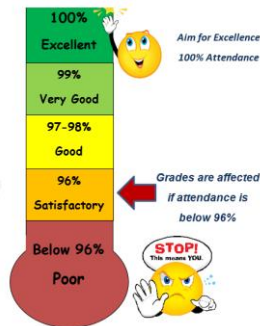 100%
Excellent
Aim for Excellence
100% Attendance
99%
Very Good
97-98%
Good
96%
Satisfactory
Grades are affected
if attendance is
below 96%
Below 96%
Poor
STOP!
This means YOU.